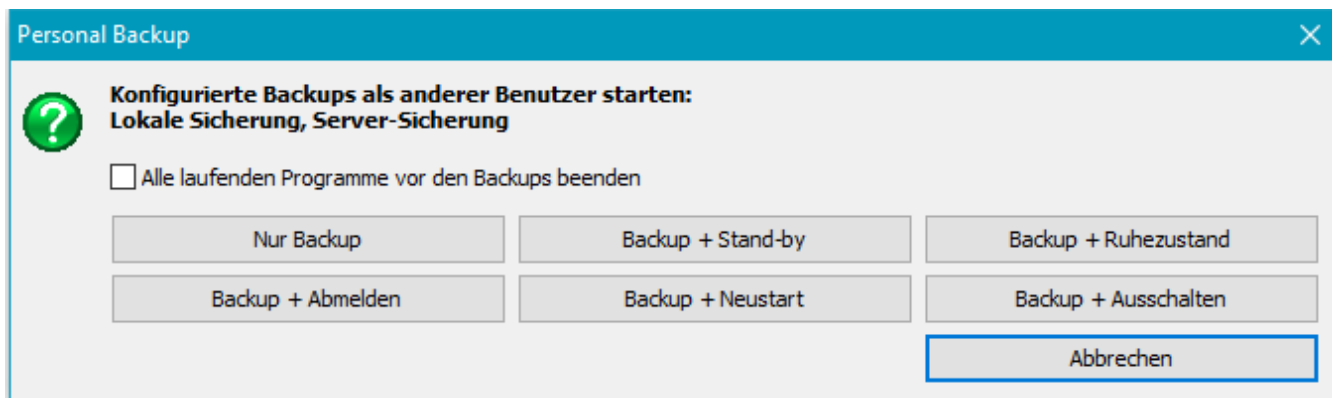 Personal Backup
Konfigurierte Backups als anderer Benutzer starten:
Lokale Sicherung, Server-Sicherung
Alle laufenden Programme vor den Backups beenden
Nur Backup
Backup + Stand-by
Backup + Ruhezustand
Backup + Abmelden
Backup + Neustart
Backup + Ausschalten
Abbrechen